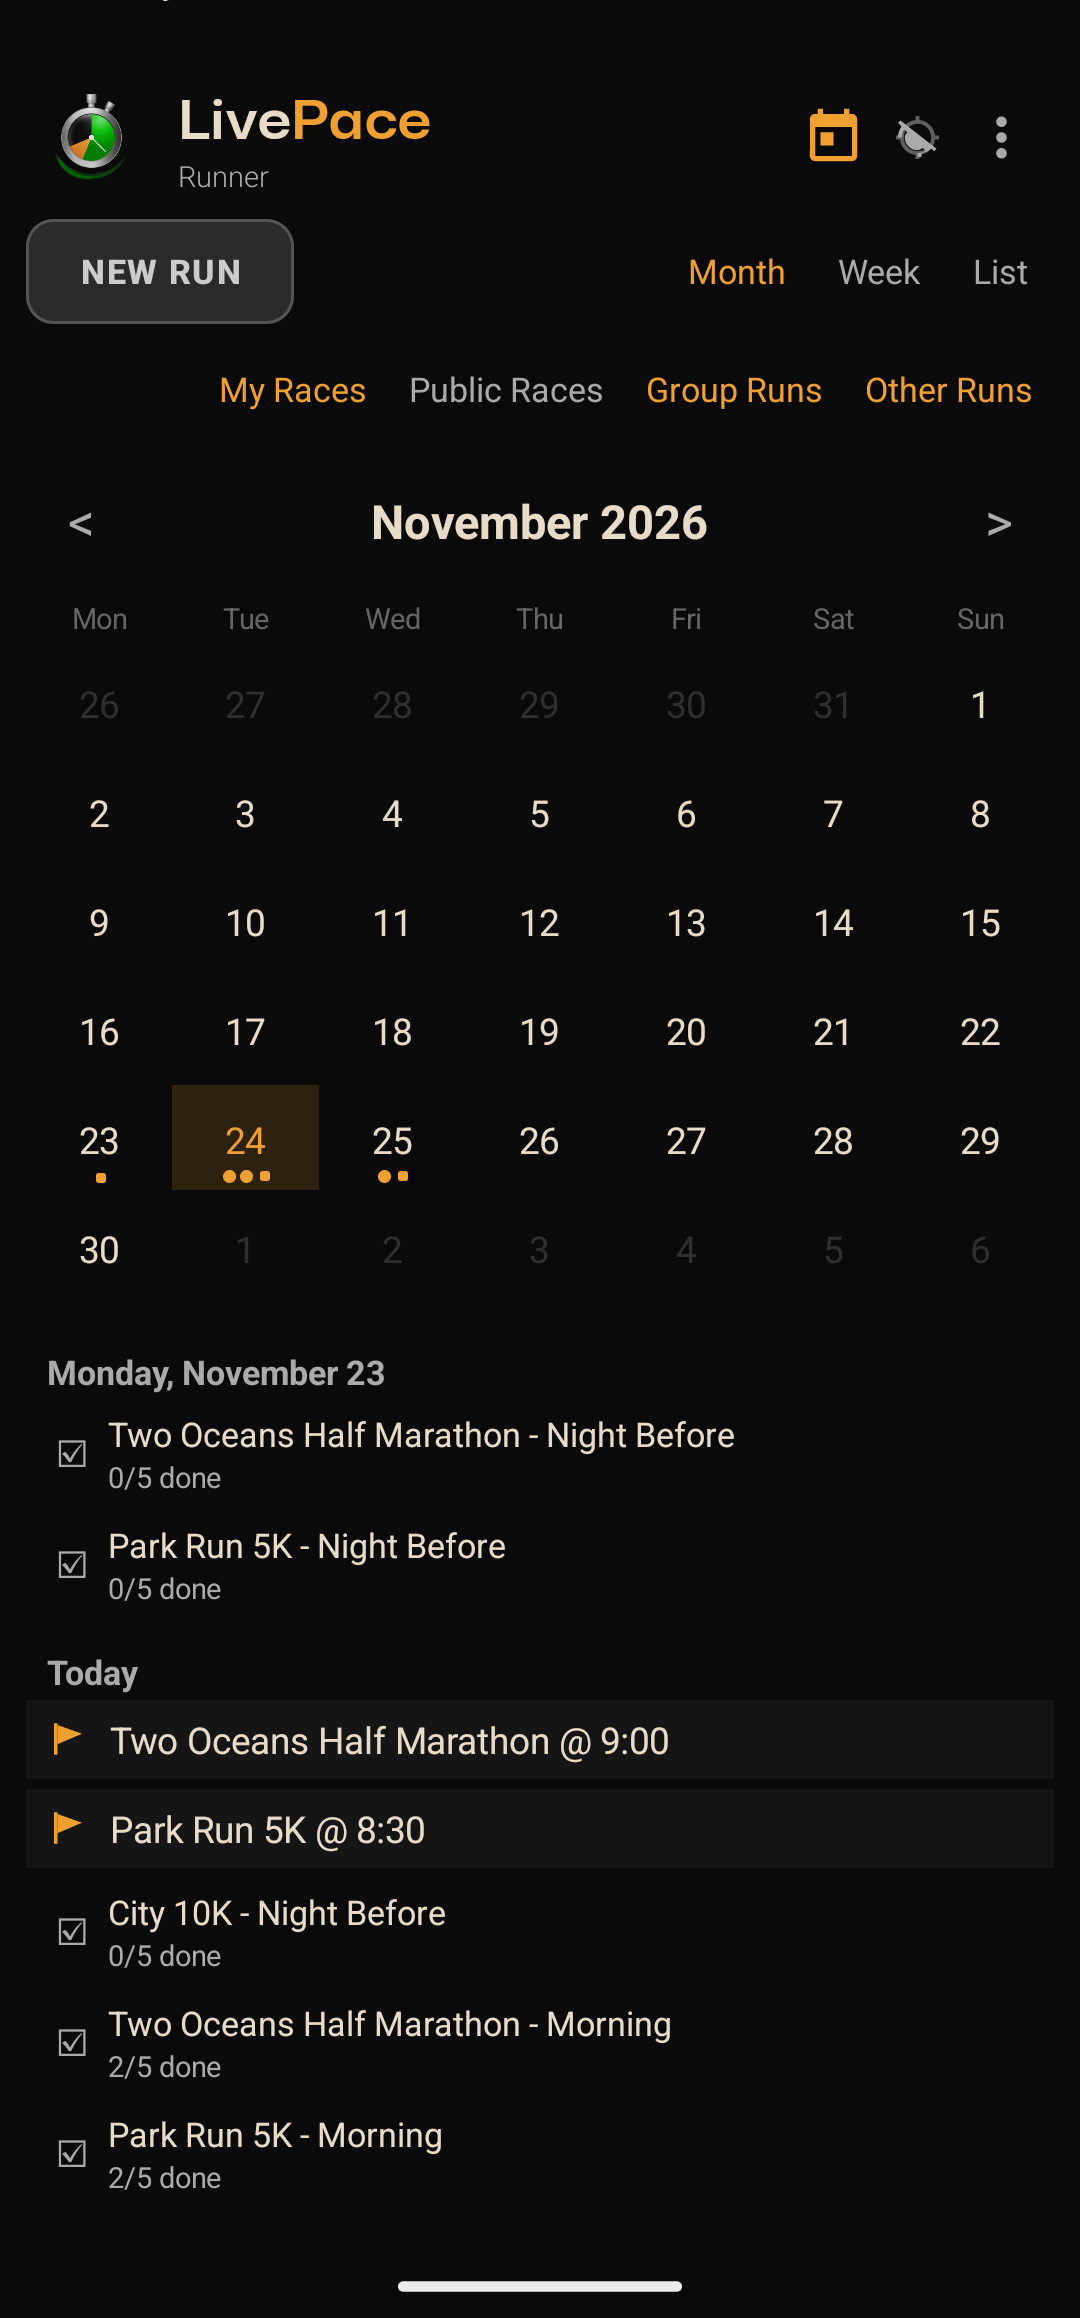 LivePace
Runner
NEW RUN
Month Week List
My Races Public Races Group Runs Other Runs
< November 2026 >
Mon Tue Wed Thu Fri Sat Sun
26 27 28 29 30 31 1
2 3 4 5 6 7 8
9 10 11 12 13 14 15
16 17 18 19 20 21 22
23 24 25 26 27 28 29
30 1 2 3 4 5 6
Monday, November 23
Two Oceans Half Marathon - Night Before
0/5 done
Park Run 5K - Night Before
0/5 done
Today
Two Oceans Half Marathon @ 9:00
Park Run 5K @ 8:30
City 10K - Night Before
0/5 done
Two Oceans Half Marathon - Morning
2/5 done
Park Run 5K - Morning
2/5 done